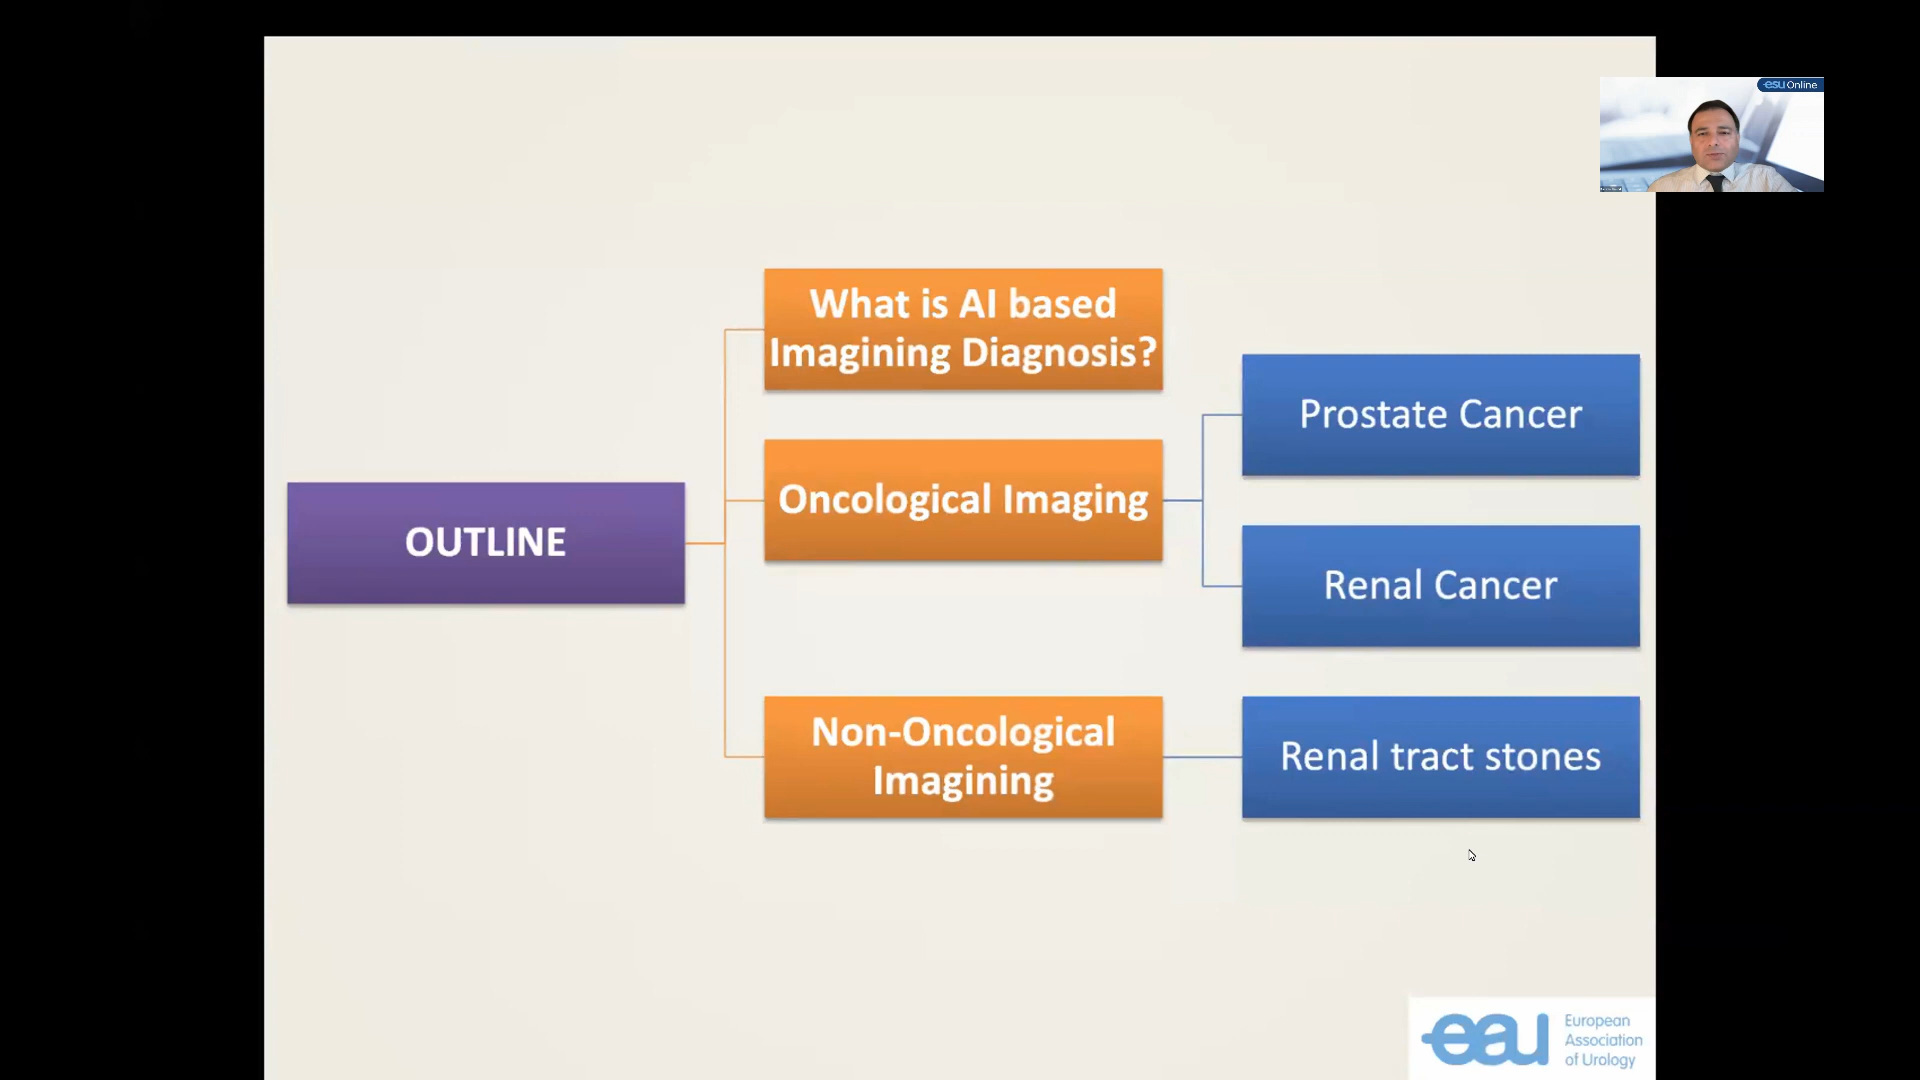 esu Online
What is AI based
Imagining Diagnosis?
Prostate Cancer
Oncological Imaging
OUTLINE
Renal Cancer
Non-Oncological
Imagining
Renal tract stones
eau
European
Association
of Urology